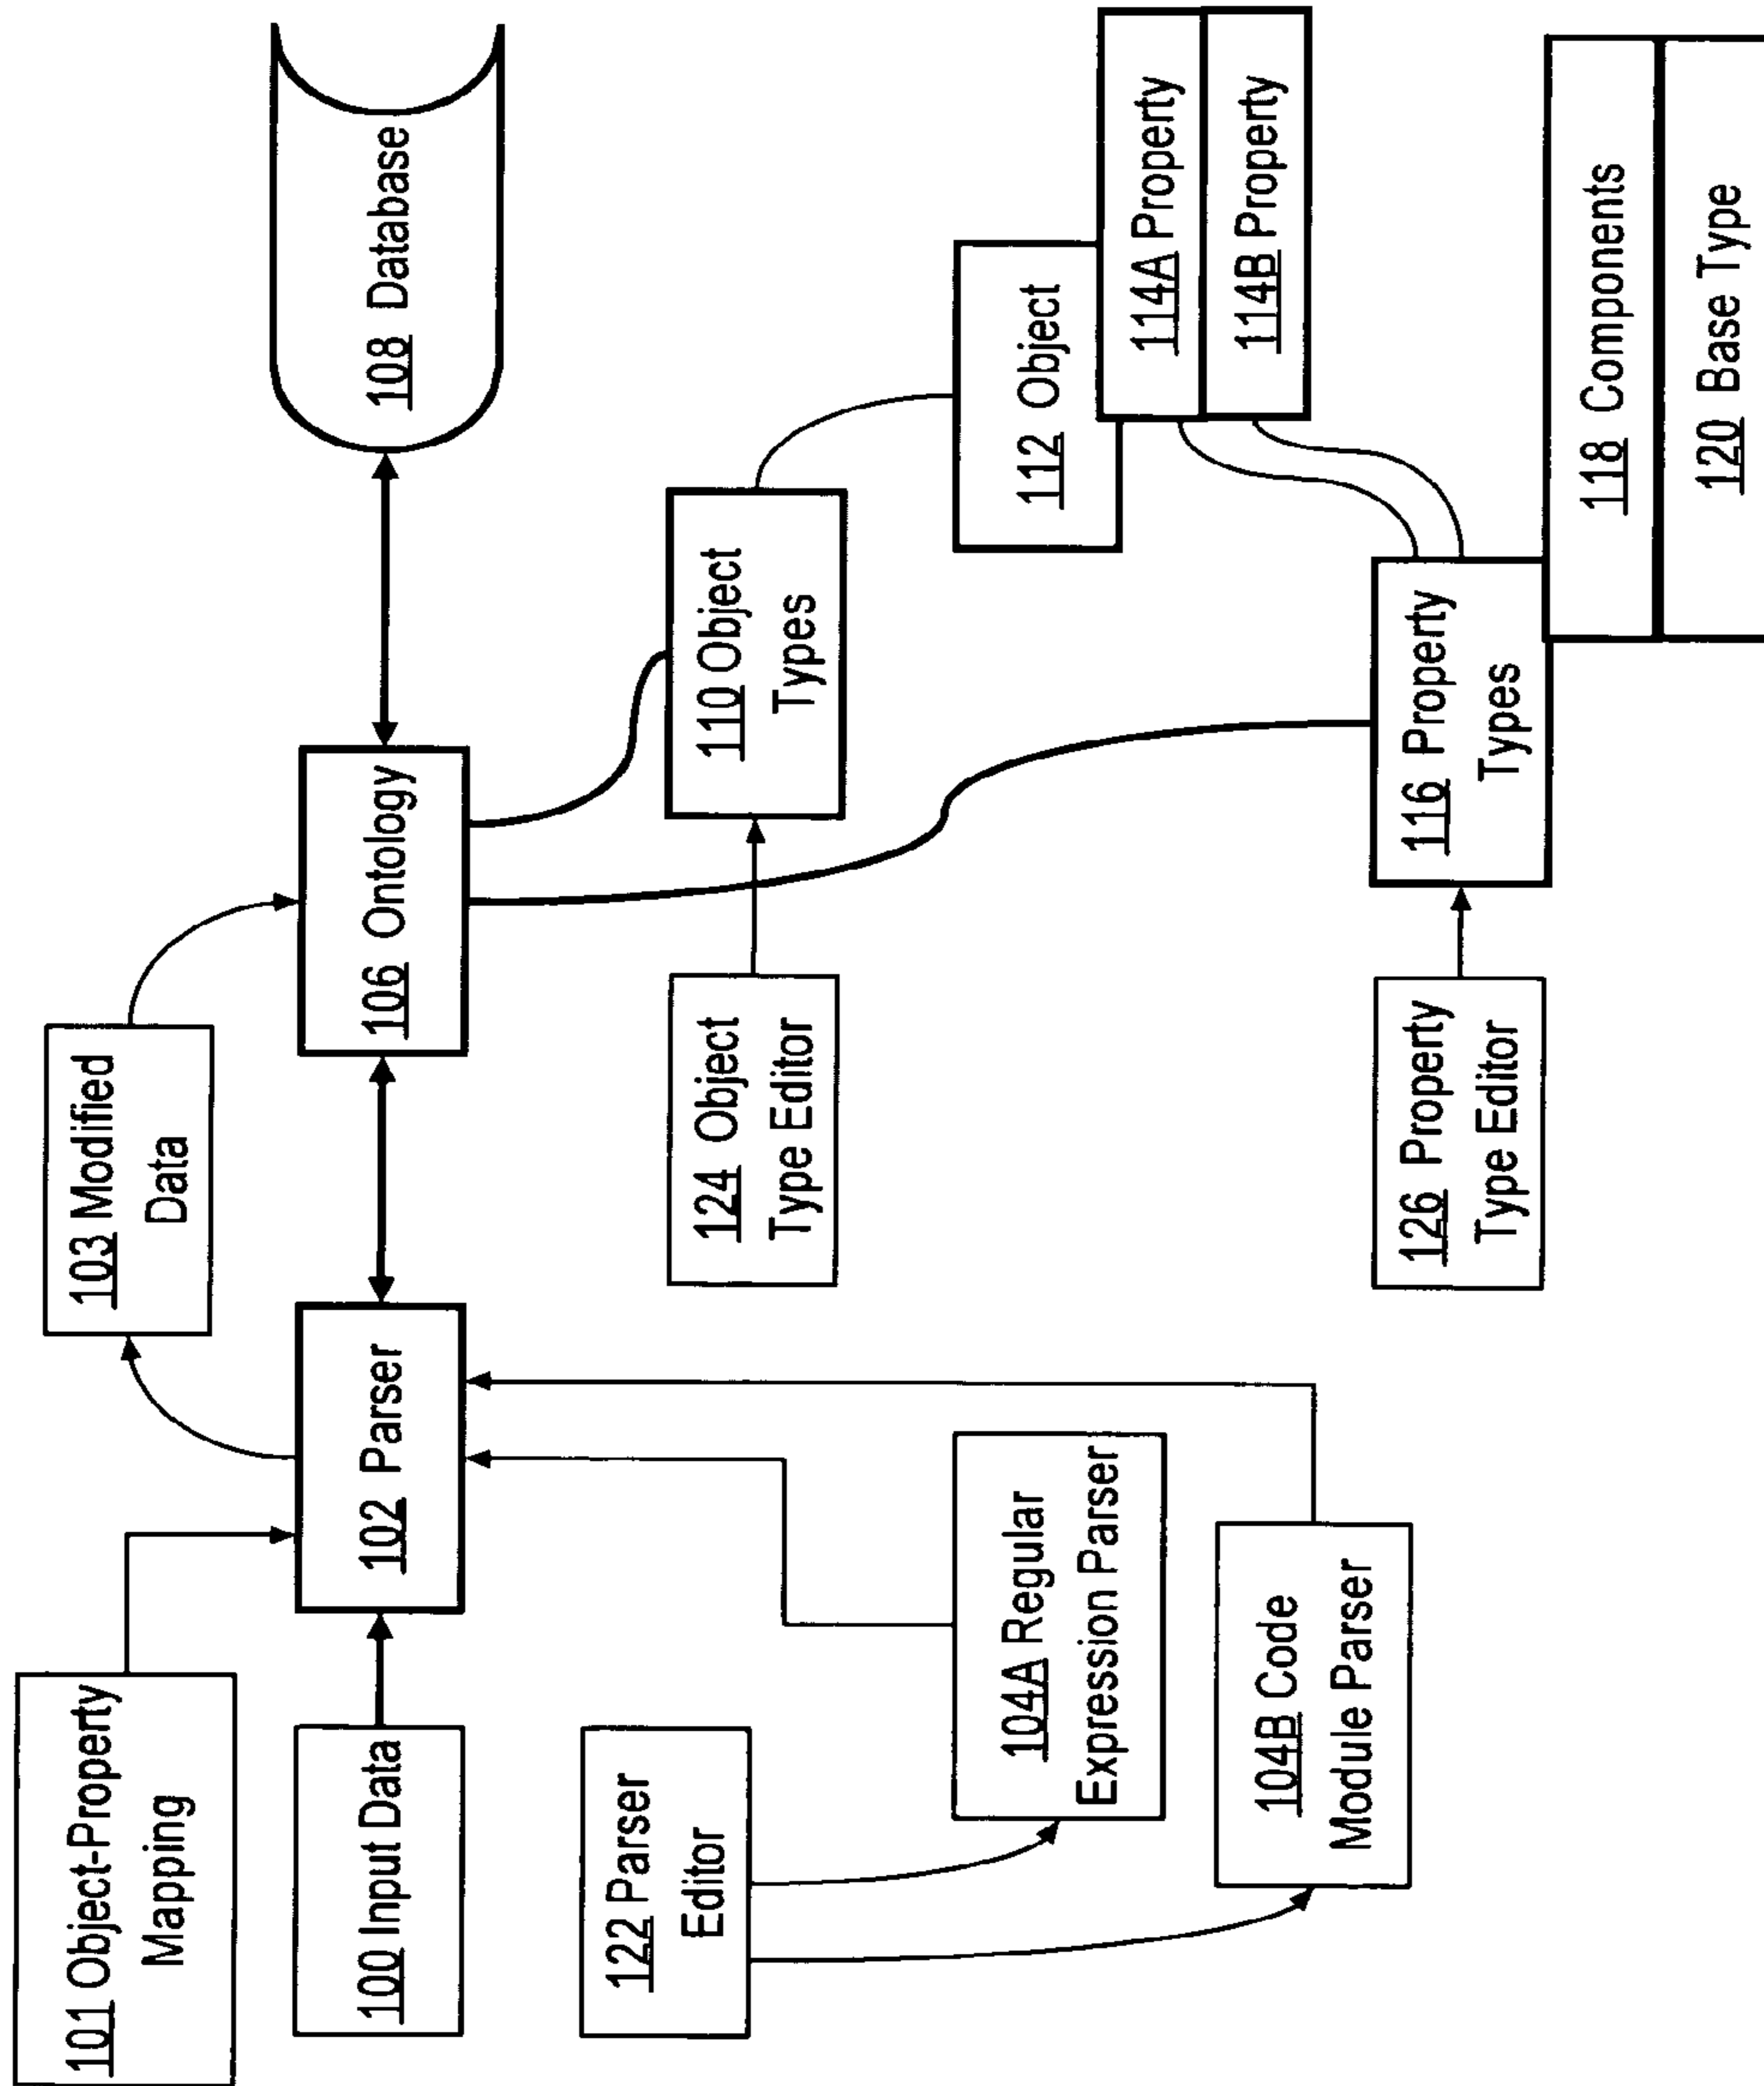 101 Object-Property
Mapping
103 Modified
Data
100 Input Data
102 Parser
106 Ontology
108 Database
122 Parser
Editor
124 Object
Type Editor
110 Object
Types
104A Regular
Expression Parser
112 Object
114A Property
114B Property
104B Code
Module Parser
126 Property
Type Editor
116 Property
Types
118 Components
120 Base Type